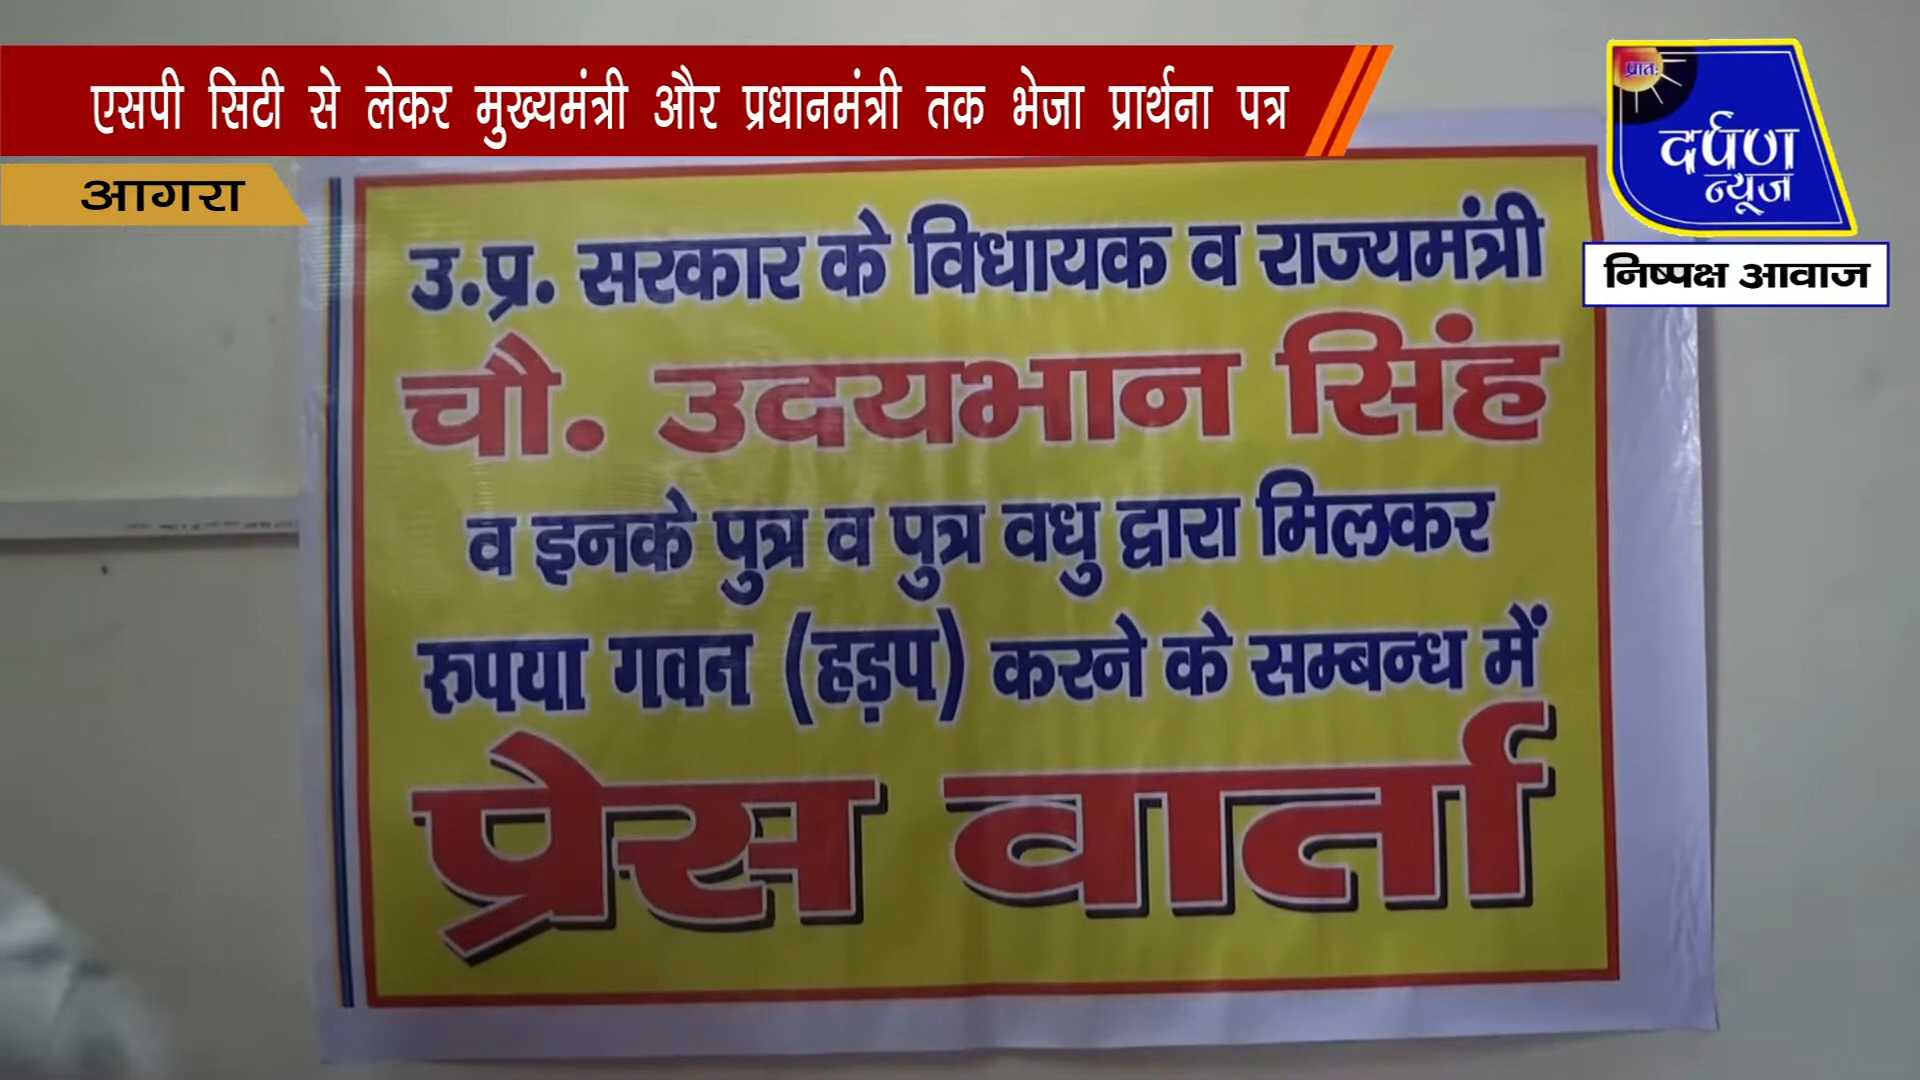 एसपी सिटी से लेकर मुख्यमंत्री और प्रधानमंत्री तक भेजा प्रार्थना पत्र
आगरा
प्रातः
दर्पण
न्यूज
निष्पक्ष आवाज
उ.प्र. सरकार के विधायक व राज्यमंत्री
चौ. उदयभान सिंह
व इनके पुत्र व पुत्र वधु द्वारा मिलकर
रुपया गवन (हड़प) करने के सम्बन्ध में
प्रेस वार्ता